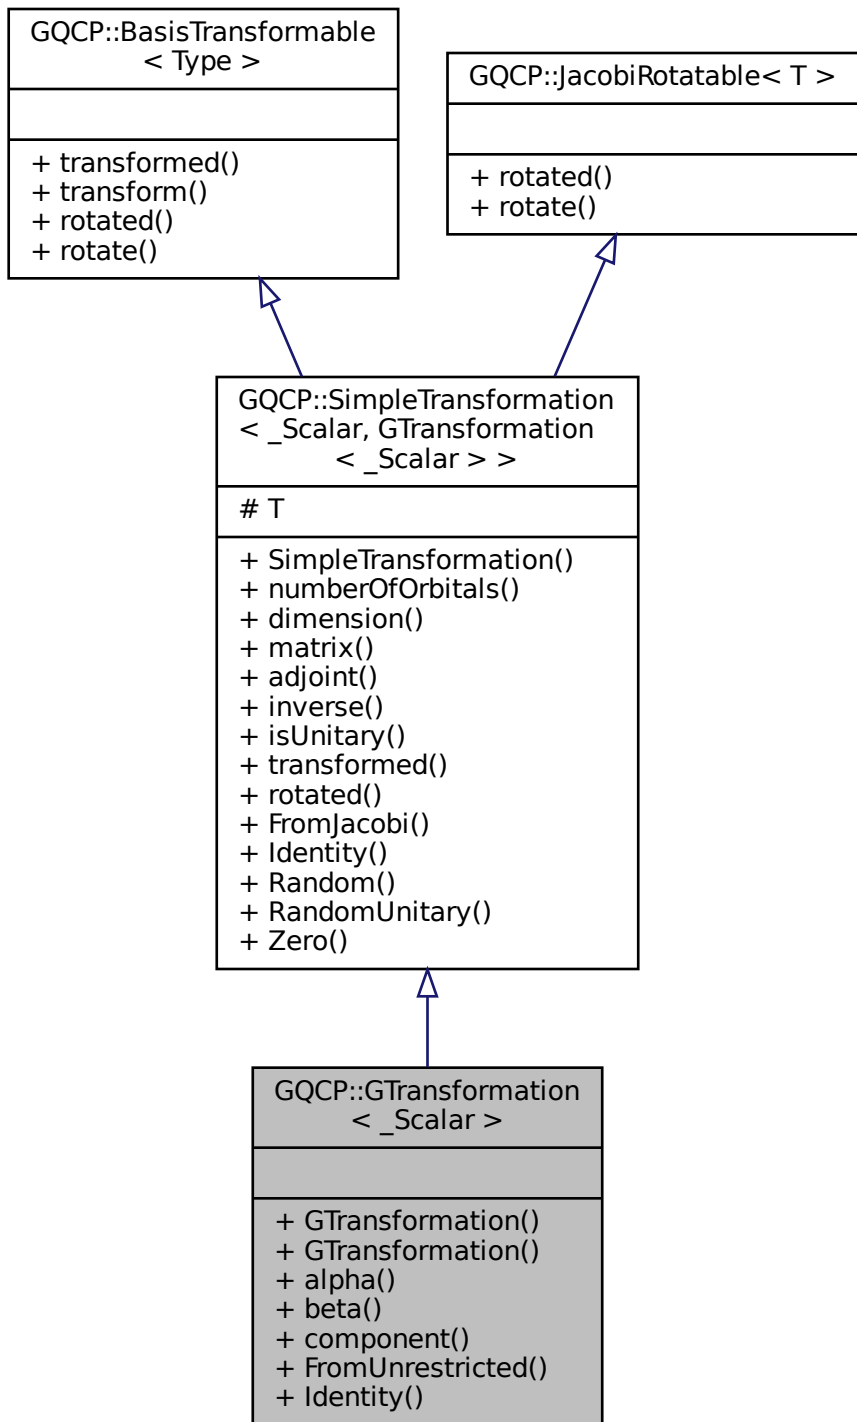 GQCP::BasisTransformable
< Type >
+ transformed()
+ transform()
+ rotated()
+ rotate()
GQCP::JacobiRotatable< T >
+ rotated()
+ rotate()
GQCP::SimpleTransformation
< _Scalar, GTransformation
< _Scalar > >
# T
+ SimpleTransformation()
+ numberOfOrbitals()
+ dimension()
+ matrix()
+ adjoint()
+ inverse()
+ isUnitary()
+ transformed()
+ rotated()
+ FromJacobi()
+ Identity()
+ Random()
+ RandomUnitary()
+ Zero()
GQCP::GTransformation
< _Scalar >
+ GTransformation()
+ GTransformation()
+ alpha()
+ beta()
+ component()
+ FromUnrestricted()
+ Identity()